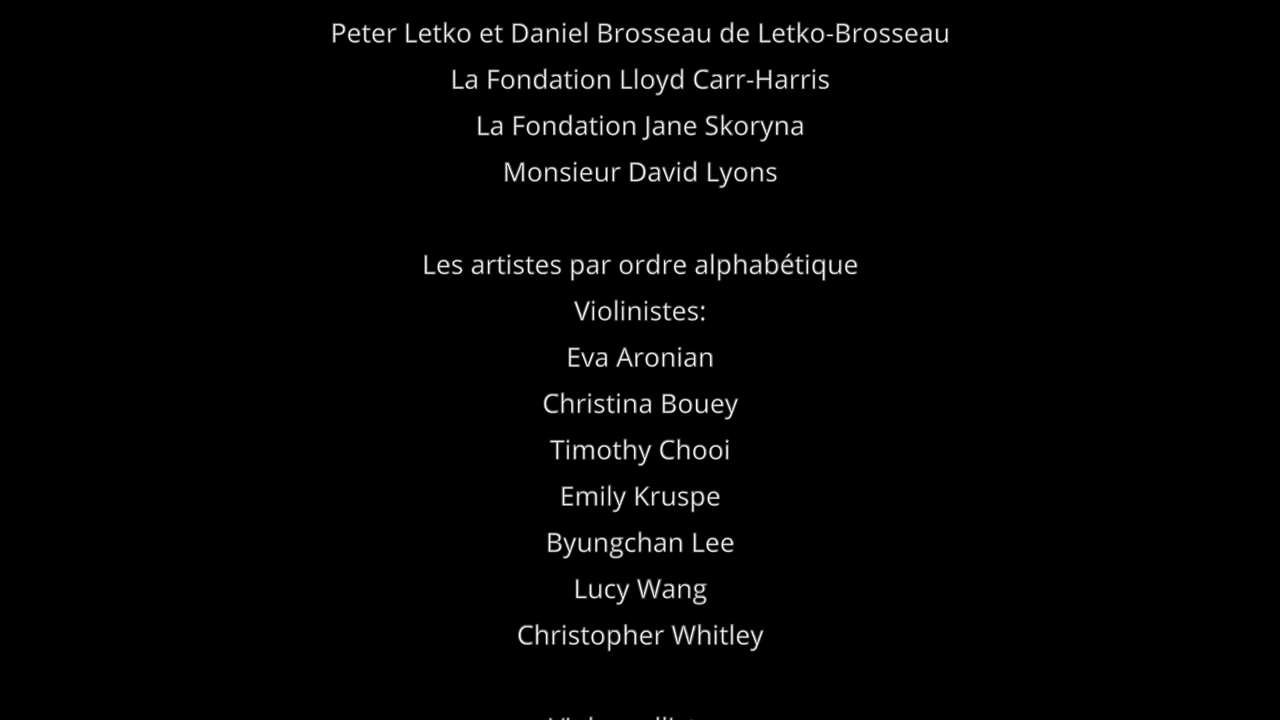 Peter Letko et Daniel Brosseau de Letko-Brosseau
La Fondation Lloyd Carr-Harris
La Fondation Jane Skoryna
Monsieur David Lyons
Les artistes par ordre alphabétique
Violinistes:
Eva Aronian
Christina Bouey
Timothy Chooi
Emily Kruspe
Byungchan Lee
Lucy Wang
Christopher Whitley